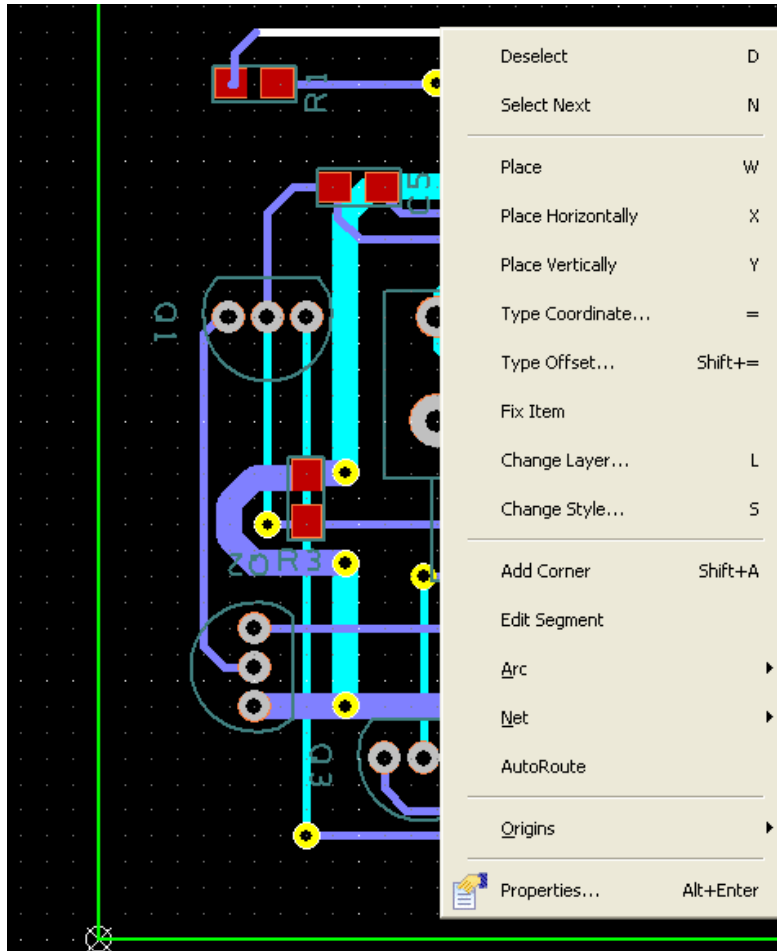 Deselect D
Select Next N
Place W
Place Horizontally X
Place Vertically Y
Type Coordinate... =
Type Offset... Shift+=
Fix Item
Change Layer... L
Change Style... S
Add Corner Shift+A
Edit Segment
Arc
Net
AutoRoute
Origins
Properties... Alt+Enter
R1
C5
Q1
Q2
R3
Q3